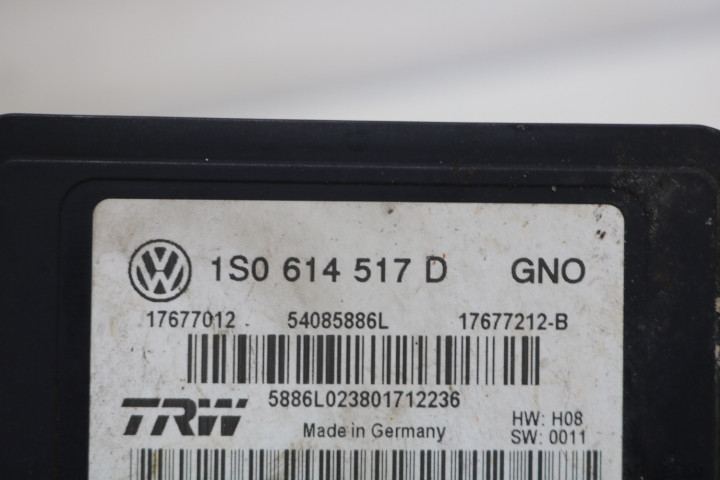 1S0 614 517 D GNO
17677012 54085886L 17677212-B
5886L023801712236
TRW Made in Germany HW: H08
SW: 0011